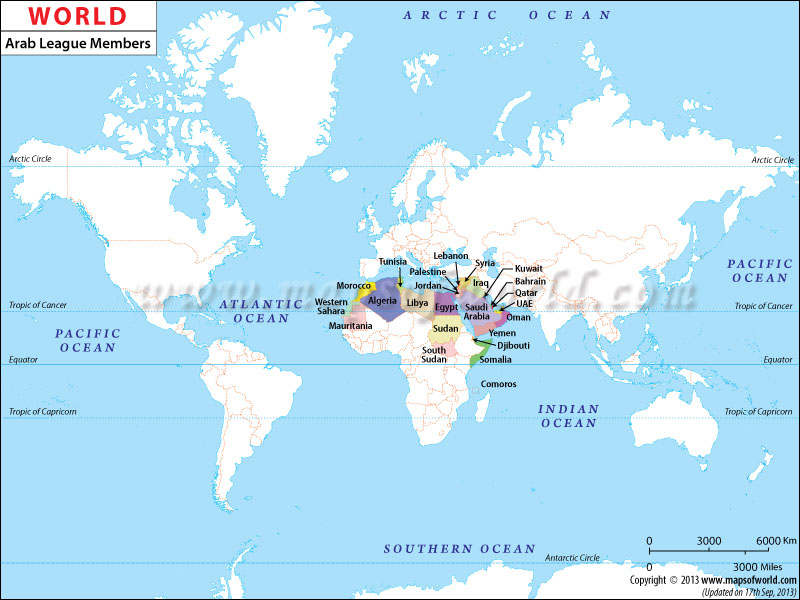 WORLD
Arab League Members
ARCTIC OCEAN
Arctic Circle
Arctic Circle
Lebanon
Tunisia
Syria
Palestine
Kuwait
PACIFIC
OCEAN
Morocco
Jordan
Iraq
Bahrain
www.mapsofworld.com
Qatar
Algeria
Libya
Egypt
Saudi
Arabia
UAE
Western
Sahara
Tropic of Cancer
ATLANTIC
OCEAN
Tropic of Cancer
Oman
Mauritania
Sudan
Yemen
PACIFIC
OCEAN
Djibouti
South
Sudan
Somalia
Equator
Equator
Comoros
Tropic of Capricorn
INDIAN
OCEAN
Tropic of Capricorn
SOUTHERN OCEAN
Antarctic Circle
0 3000 6000 Km
0 3000 Miles
Copyright © 2013 www.mapsofworld.com
(Updated on 17th Sep, 2013)